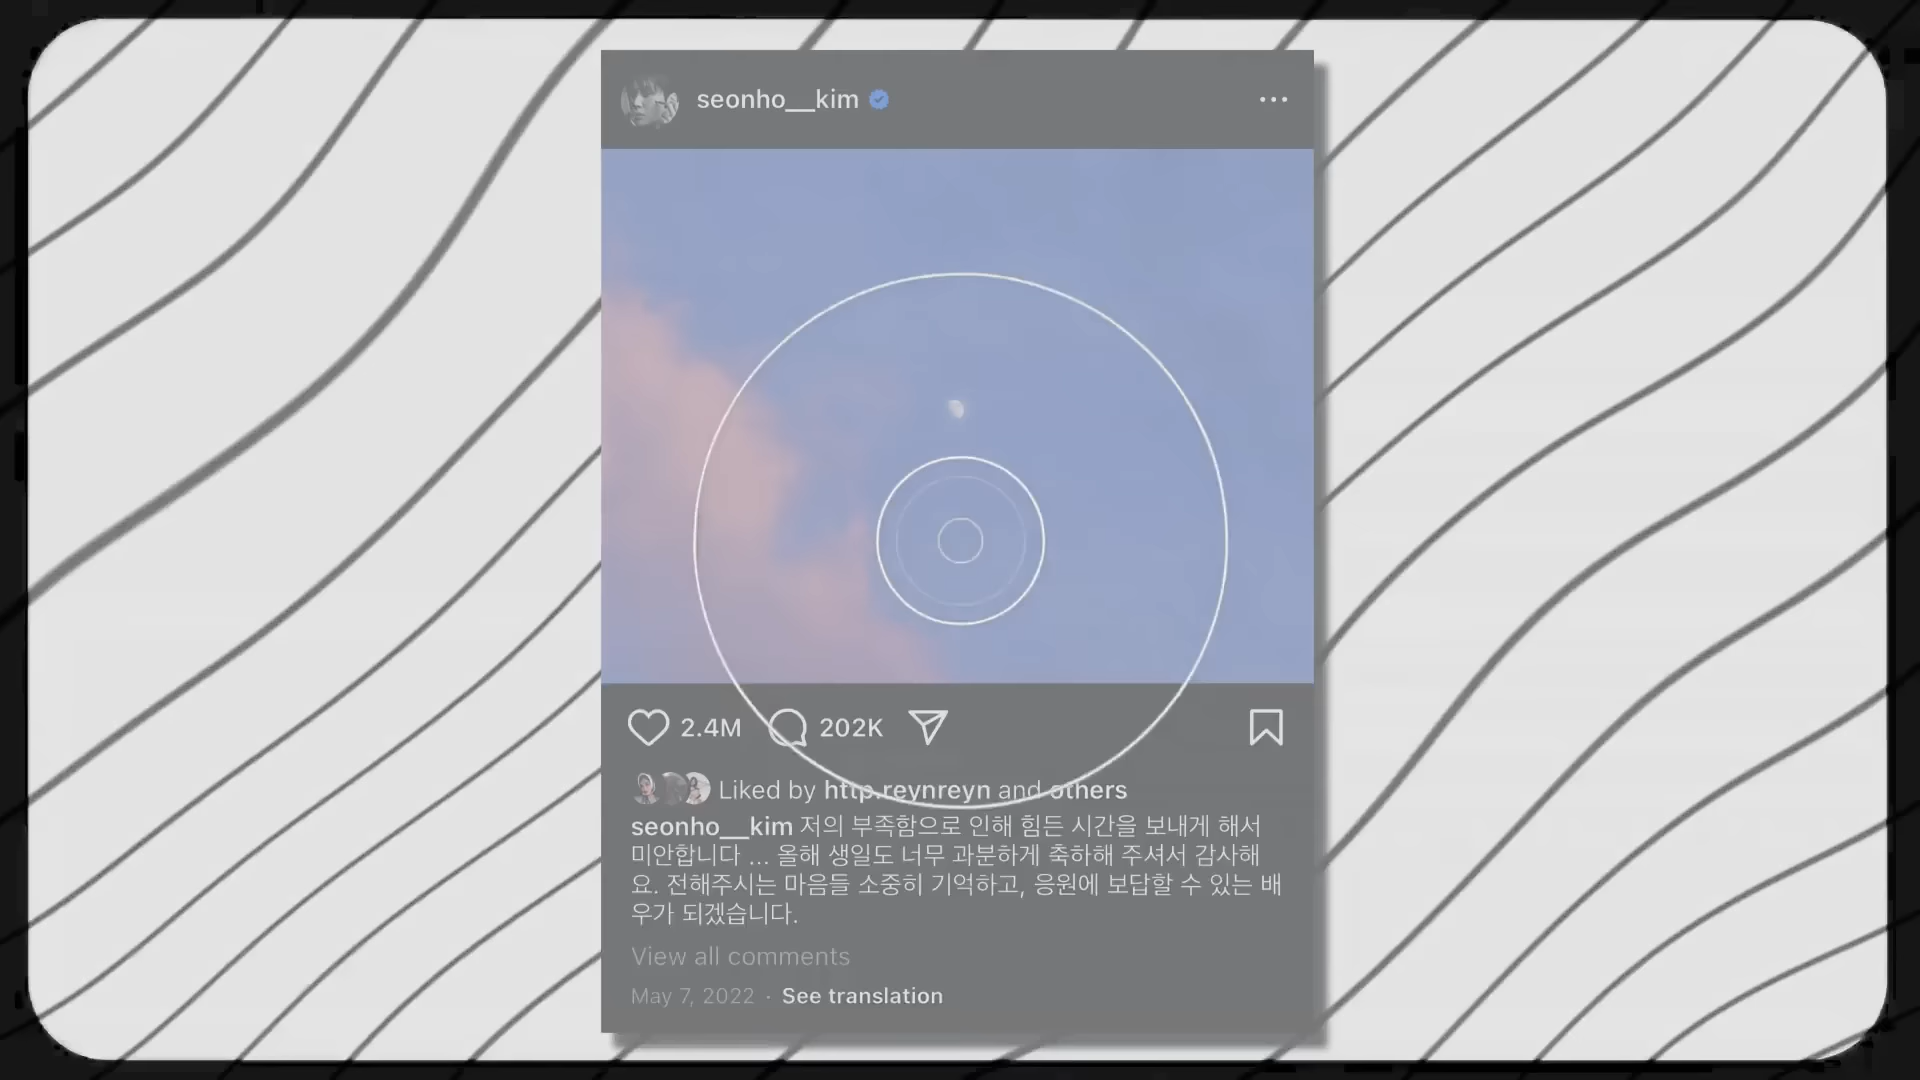 seonho__kim
2.4M 202K
Liked by http.reynreyn and others
seonho__kim 저의 부족함으로 인해 힘든 시간을 보내게 해서
미안합니다 ... 올해 생일도 너무 과분하게 축하해 주셔서 감사해
요. 전해주시는 마음들 소중히 기억하고, 응원에 보답할 수 있는 배
우가 되겠습니다.
View all comments
May 7, 2022 · See translation